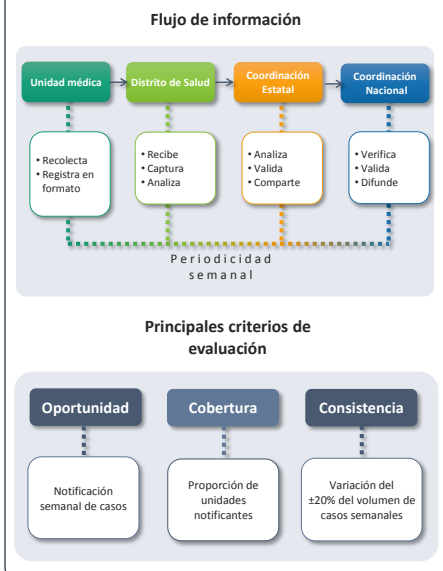 Flujo de información
Unidad médica
Distrito de Salud
Coordinación
Estatal
Coordinación
Nacional
• Recolecta
• Registra en
formato
• Recibe
• Captura
• Analiza
• Analiza
• Valida
• Comparte
• Verifica
• Valida
• Difunde
Periodicidad
semanal
Principales criterios de
evaluación
Oportunidad
Cobertura
Consistencia
Notificación
semanal de casos
Proporción de
unidades
notificantes
Variación del
±20% del volumen de
casos semanales